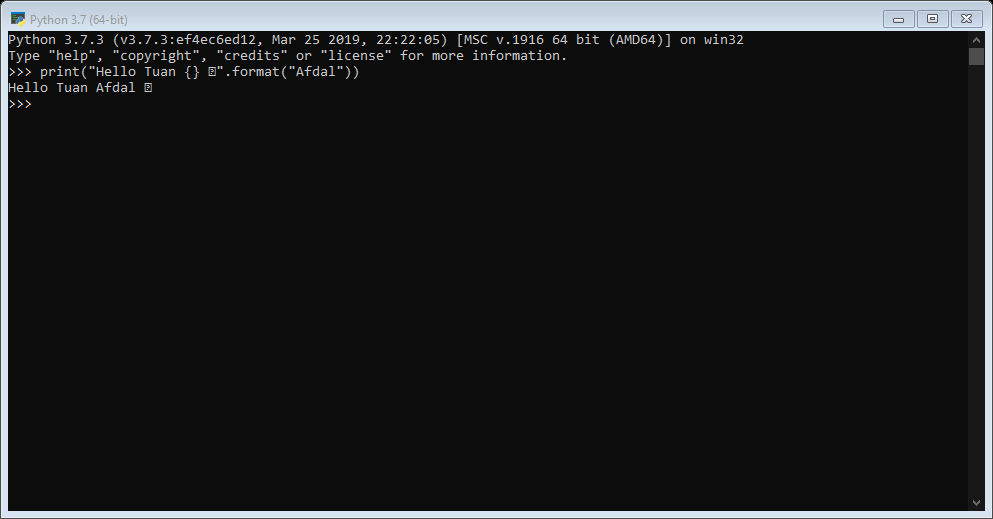 Python 3.7 (64-bit)
Python 3.7.3 (v3.7.3:ef4ec6ed12, Mar 25 2019, 22:22:05) [MSC v.1916 64 bit (AMD64)] on win32
Type "help", "copyright", "credits" or "license" for more information.
>>> print("Hello Tuan {} ⍰".format("Afdal"))
Hello Tuan Afdal ⍰
>>>